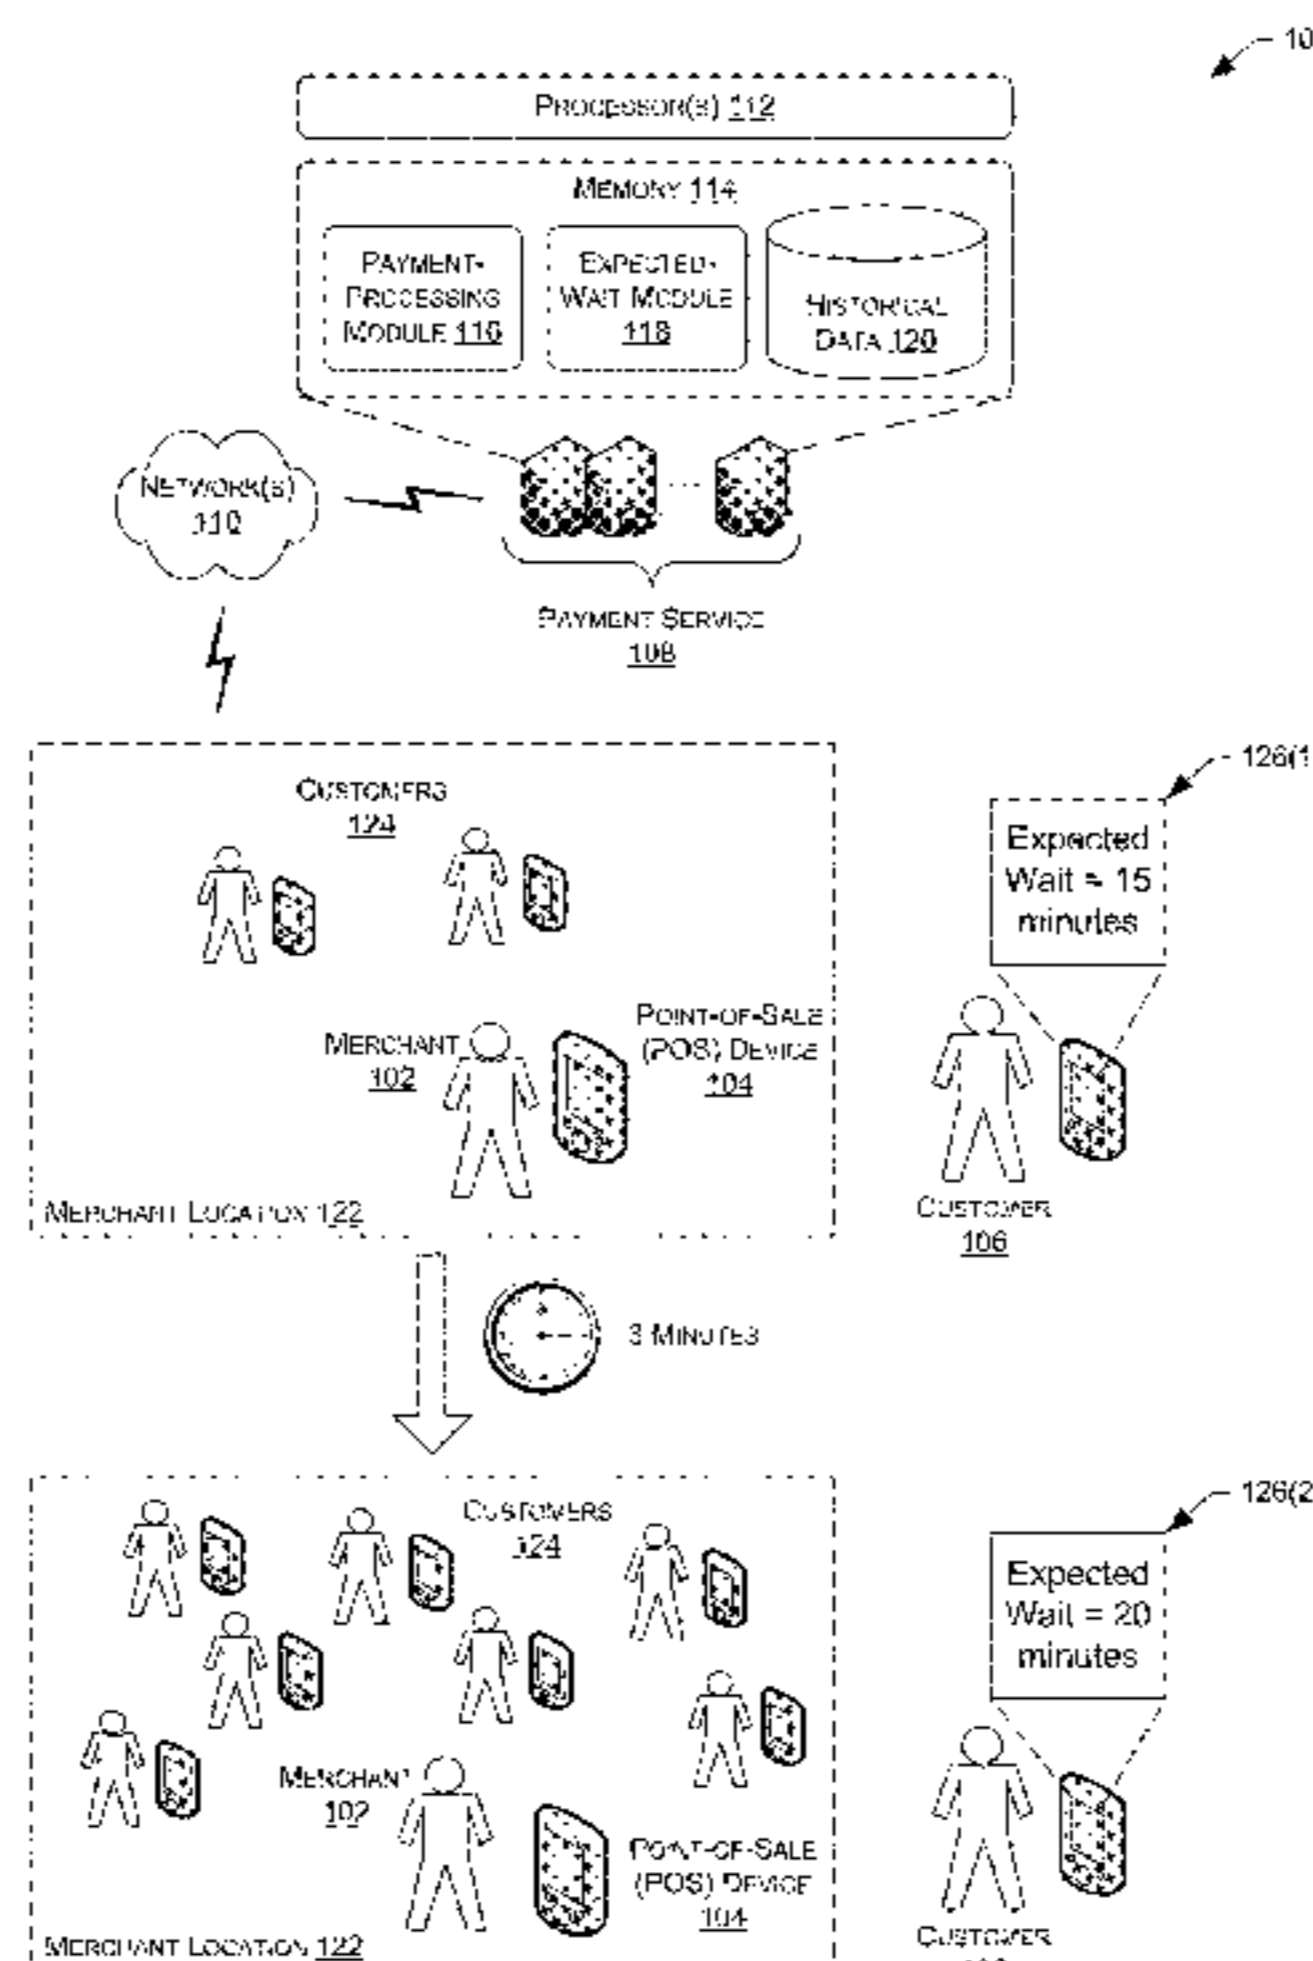 10
PROCESSOR(S) 112
MEMORY 114
PAYMENT-
PROCESSING
MODULE 116
EXPECTED-
WAIT MODULE
118
HISTORICAL
DATA 120
NETWORK(S)
110
PAYMENT SERVICE
108
CUSTOMERS
124
126(1
Expected
Wait = 15
minutes
MERCHANT
102
POINT-OF-SALE
(POS) DEVICE
104
MERCHANT LOCATION 122
CUSTOMER
106
3 MINUTES
CUSTOMERS
124
126(2
Expected
Wait = 20
minutes
MERCHANT
102
POINT-OF-SALE
(POS) DEVICE
104
MERCHANT LOCATION 122
CUSTOMER